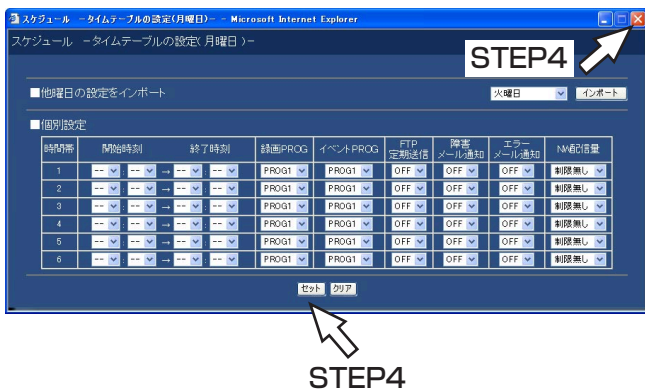 スケジュール －タイムテーブルの設定(月曜日)－ - Microsoft Internet Explorer
スケジュール －タイムテーブルの設定( 月曜日 )－
STEP4
■他曜日の設定をインポート 火曜日 インポート
■個別設定
時間帯 開始時刻 終了時刻 録画PROG イベントPROG FTP定期送信 障害メール通知 エラーメール通知 NW配信量
1 -- : -- → -- : -- PROG1 PROG1 OFF OFF OFF 制限無し
2 -- : -- → -- : -- PROG1 PROG1 OFF OFF OFF 制限無し
3 -- : -- → -- : -- PROG1 PROG1 OFF OFF OFF 制限無し
4 -- : -- → -- : -- PROG1 PROG1 OFF OFF OFF 制限無し
5 -- : -- → -- : -- PROG1 PROG1 OFF OFF OFF 制限無し
6 -- : -- → -- : -- PROG1 PROG1 OFF OFF OFF 制限無し
セット クリア
STEP4